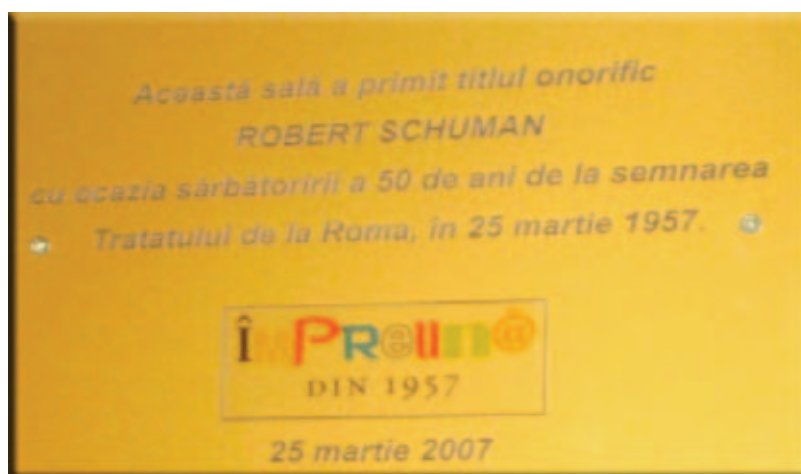 Această sală a primit titlul onorific
ROBERT SCHUMAN
cu ocazia sărbătoririi a 50 de ani de la semnarea
Tratatului de la Roma, în 25 martie 1957.
ÎMPREUN@
DIN 1957
25 martie 2007